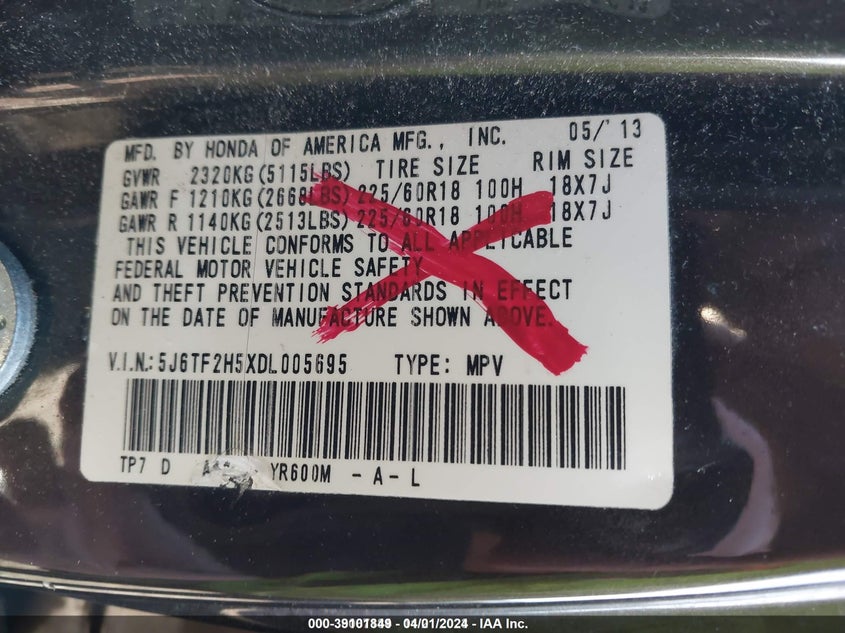 MFD. BY HONDA OF AMERICA MFG., INC. 05/'13
GVWR 2320KG(5115LBS) TIRE SIZE RIM SIZE
GAWR F 1210KG(2668LBS) 225/60R18 100H 18X7J
GAWR R 1140KG(2513LBS) 225/60R18 100H 18X7J
THIS VEHICLE CONFORMS TO ALL APPLICABLE
FEDERAL MOTOR VEHICLE SAFETY
AND THEFT PREVENTION STANDARDS IN EFFECT
ON THE DATE OF MANUFACTURE SHOWN ABOVE.
V.I.N.: 5J6TF2H5XDL005695 TYPE: MPV
TP7 D YR600M -A-L
04/01/2024 - IAA Inc.